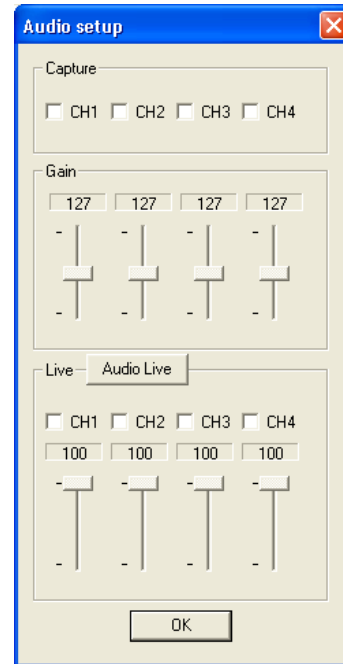 Audio setup
Capture
CH1 CH2 CH3 CH4
Gain
127 127 127 127
- - - -
- - - -
Live Audio Live
CH1 CH2 CH3 CH4
100 100 100 100
- - - -
- - - -
OK